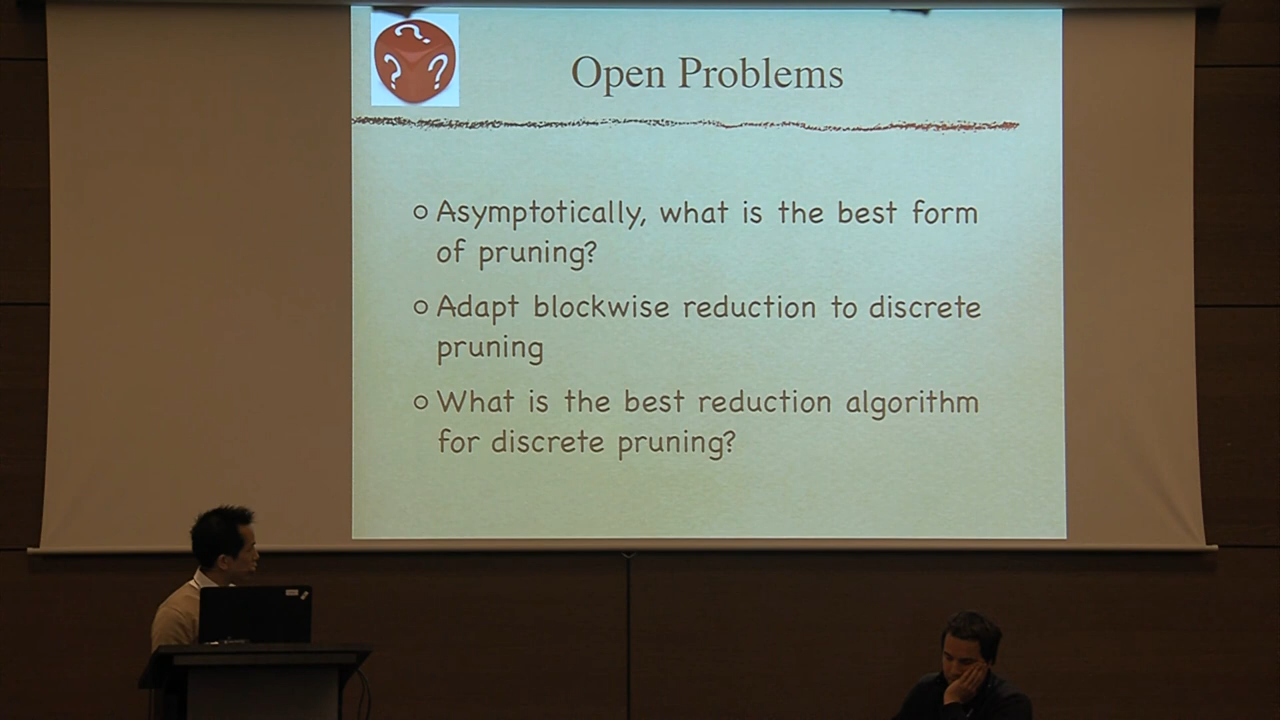 ? ? ?
Open Problems
Asymptotically, what is the best form
of pruning?
Adapt blockwise reduction to discrete
pruning
What is the best reduction algorithm
for discrete pruning?